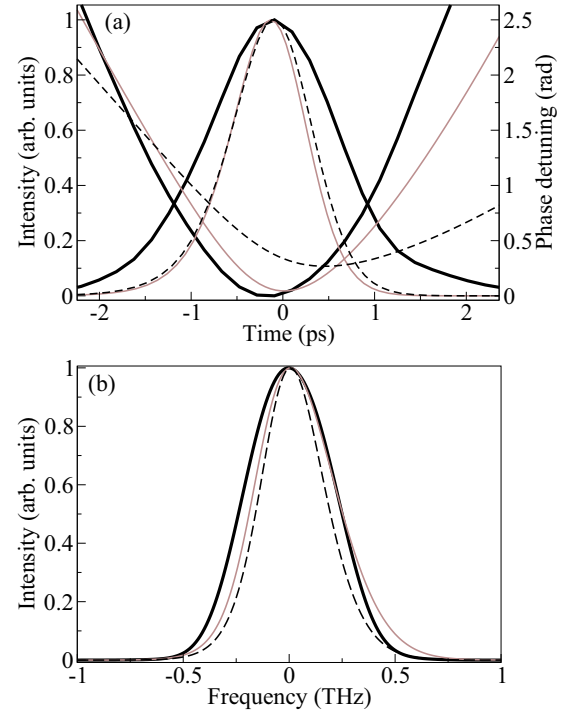 (a)
1
0.8
0.6
0.4
0.2
0
Intensity (arb. units)
2.5
2
1.5
1
0.5
0
Phase detuning (rad)
-2 -1 0 1 2
Time (ps)
(b)
1
0.8
0.6
0.4
0.2
0
Intensity (arb. units)
-1 -0.5 0 0.5 1
Frequency (THz)